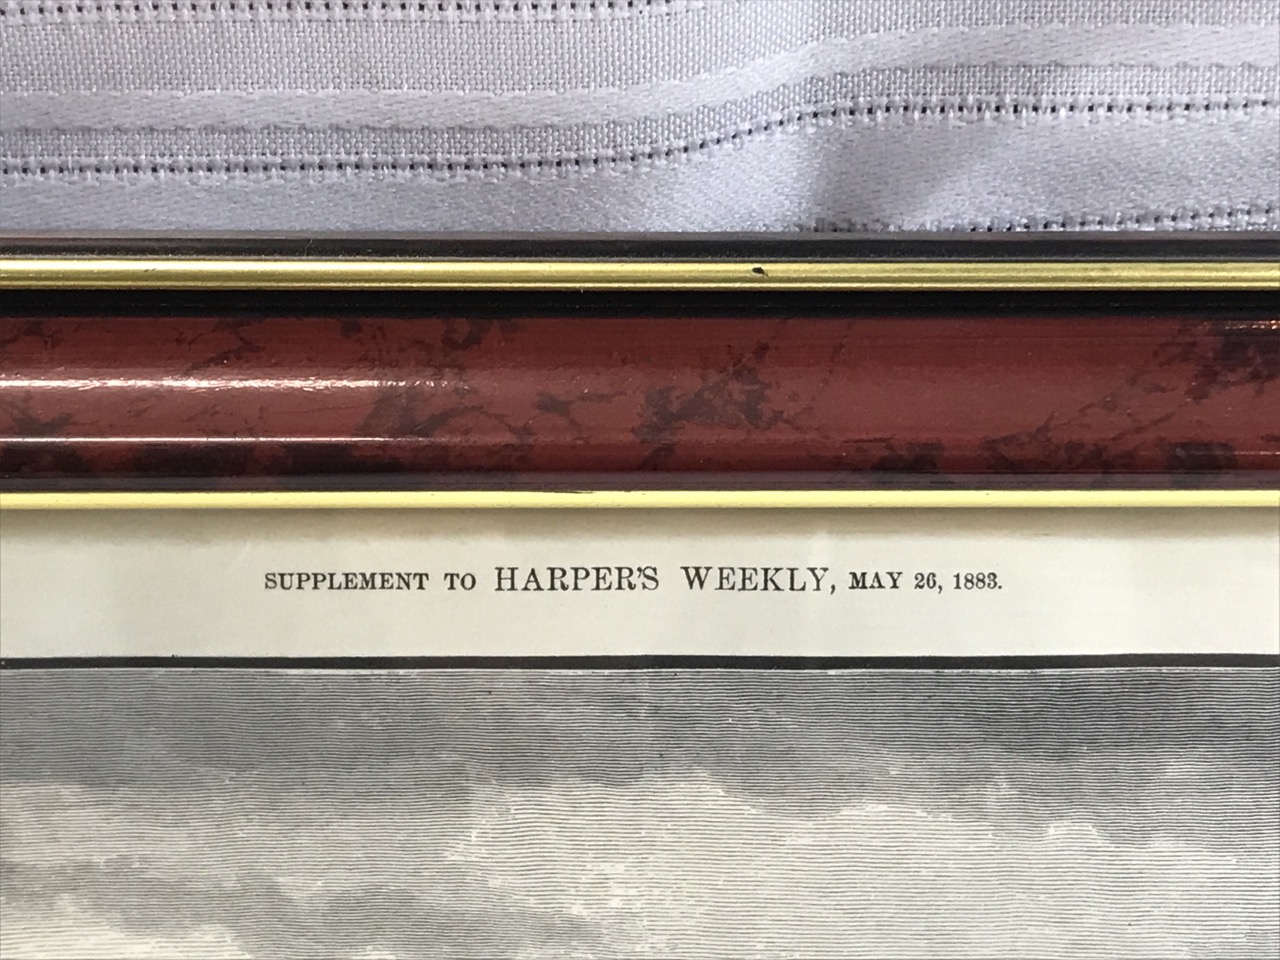 SUPPLEMENT TO HARPER'S WEEKLY, MAY 26, 1883.